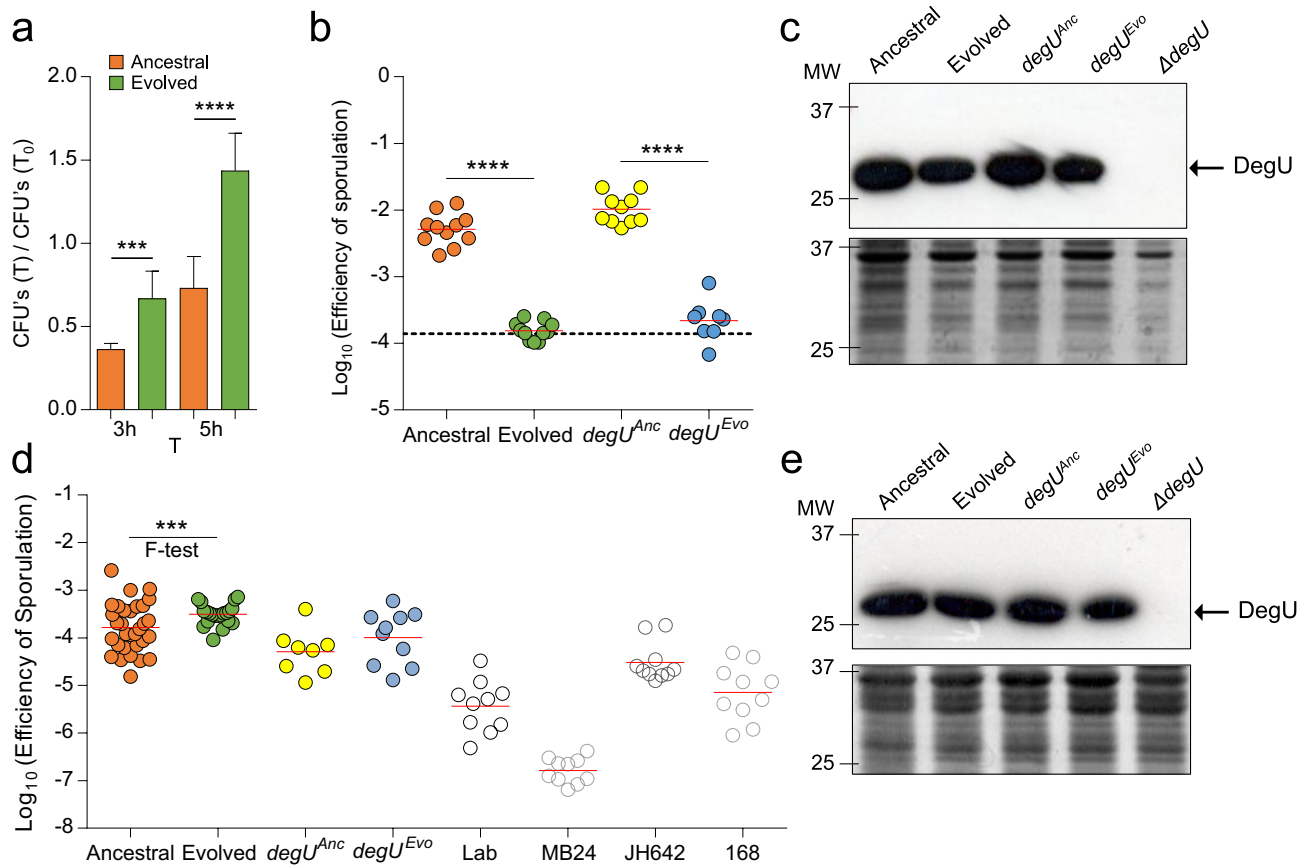 a
Ancestral
Evolved
CFU's (T) / CFU's (T0)
2.0
1.5
1.0
0.5
0.0
***
****
3h
5h
T
b
Log10 (Efficiency of sporulation)
-0
-1
-2
-3
-4
-5
****
****
Ancestral
Evolved
degUAnc
degUEvo
c
Ancestral
Evolved
degUAnc
degUEvo
ΔdegU
MW
37
25
DegU
37
25
d
Log10 (Efficiency of Sporulation)
-1
-2
-3
-4
-5
-6
-7
-8
***
F-test
Ancestral
Evolved
degUAnc
degUEvo
Lab
MB24
JH642
168
e
Ancestral
Evolved
degUAnc
degUEvo
ΔdegU
MW
37
25
DegU
37
25